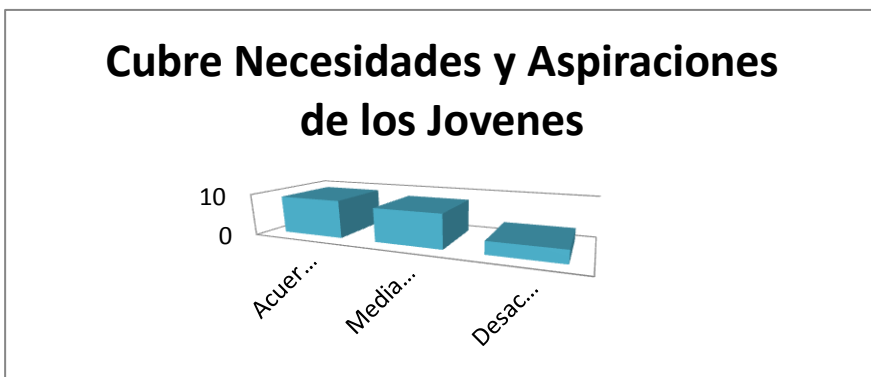 Cubre Necesidades y Aspiraciones
de los Jovenes
10
0
Acuer...
Media...
Desac...